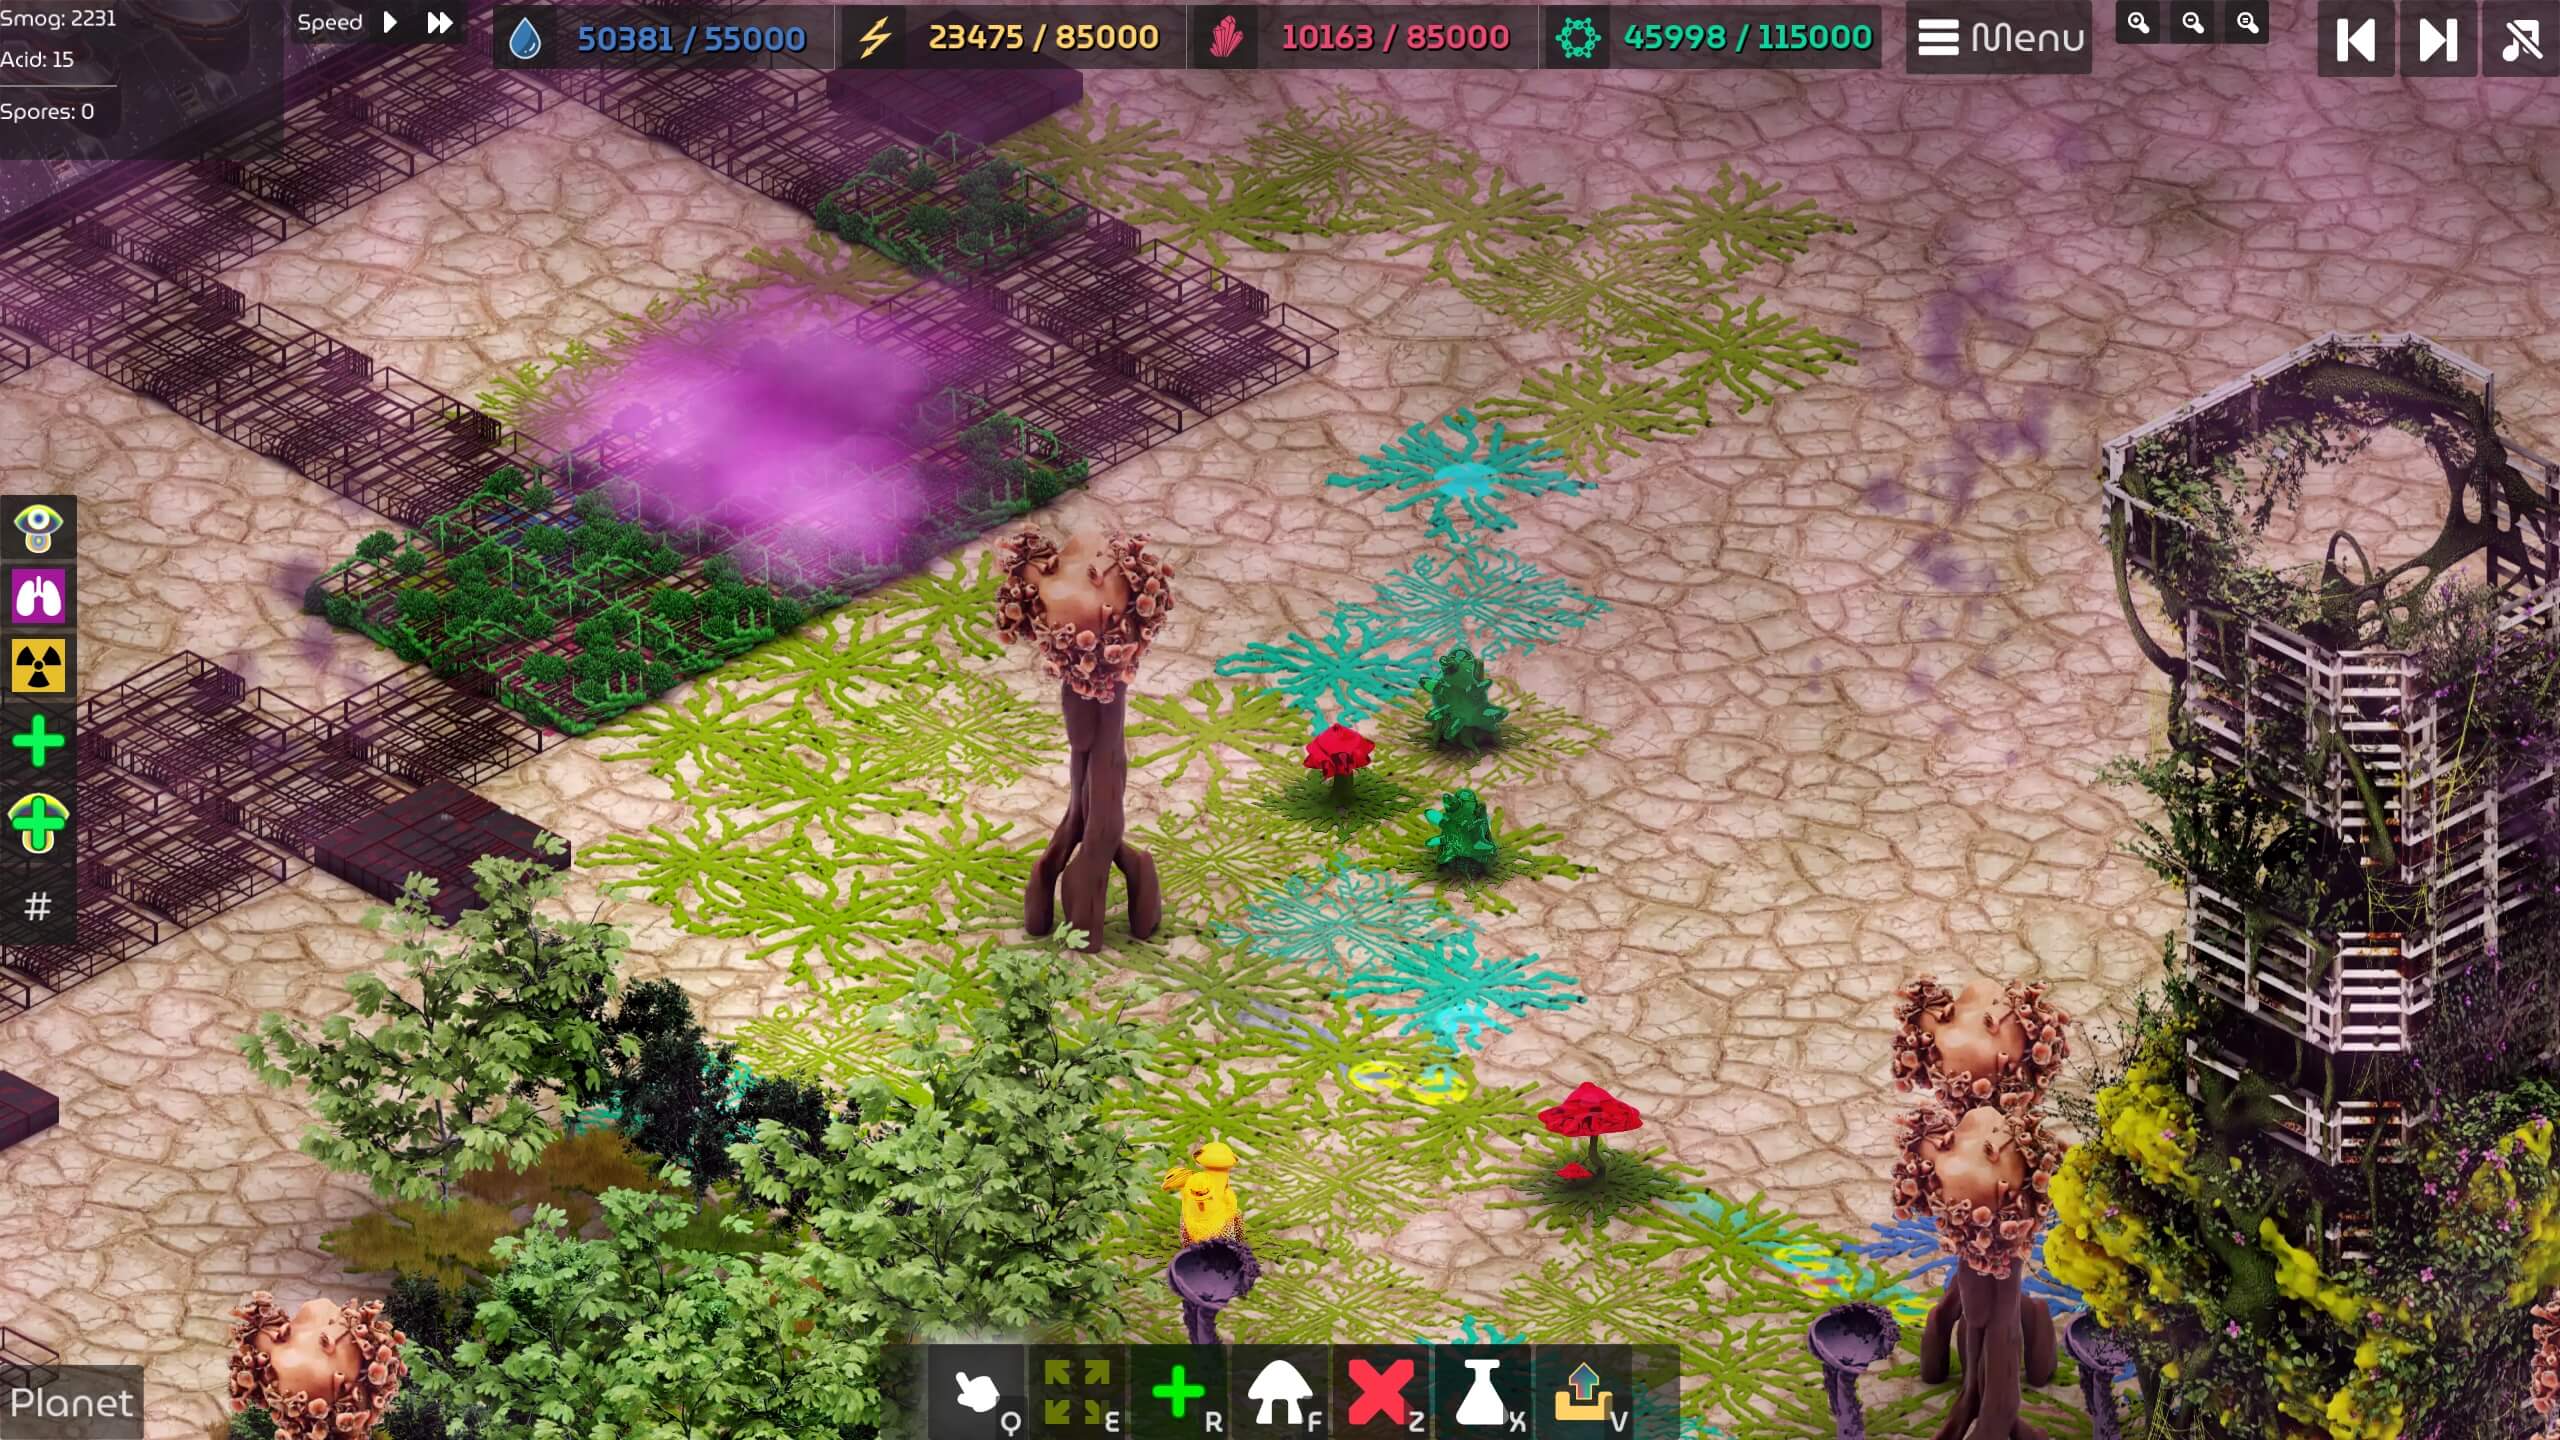 Smog: 2231
Acid: 15
Spores: 0
Speed
50381 / 55000
23475 / 85000
10163 / 85000
45998 / 115000
Menu
#
Planet
Q
E
R
F
Z
X
V